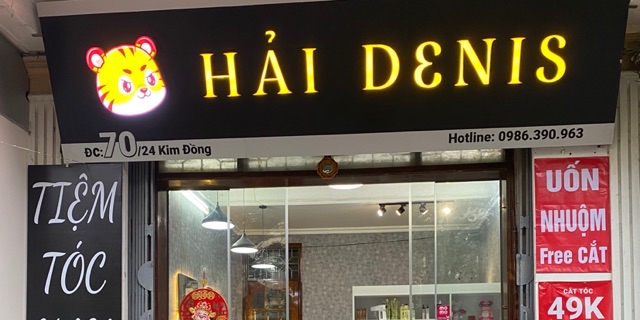 HẢI DENIS
ĐC: 70/24 Kim Đồng
Hotline: 0986.390.963
TIỆM
TÓC
UỐN
NHUỘM
Free CẮT
CẮT TÓC
49K